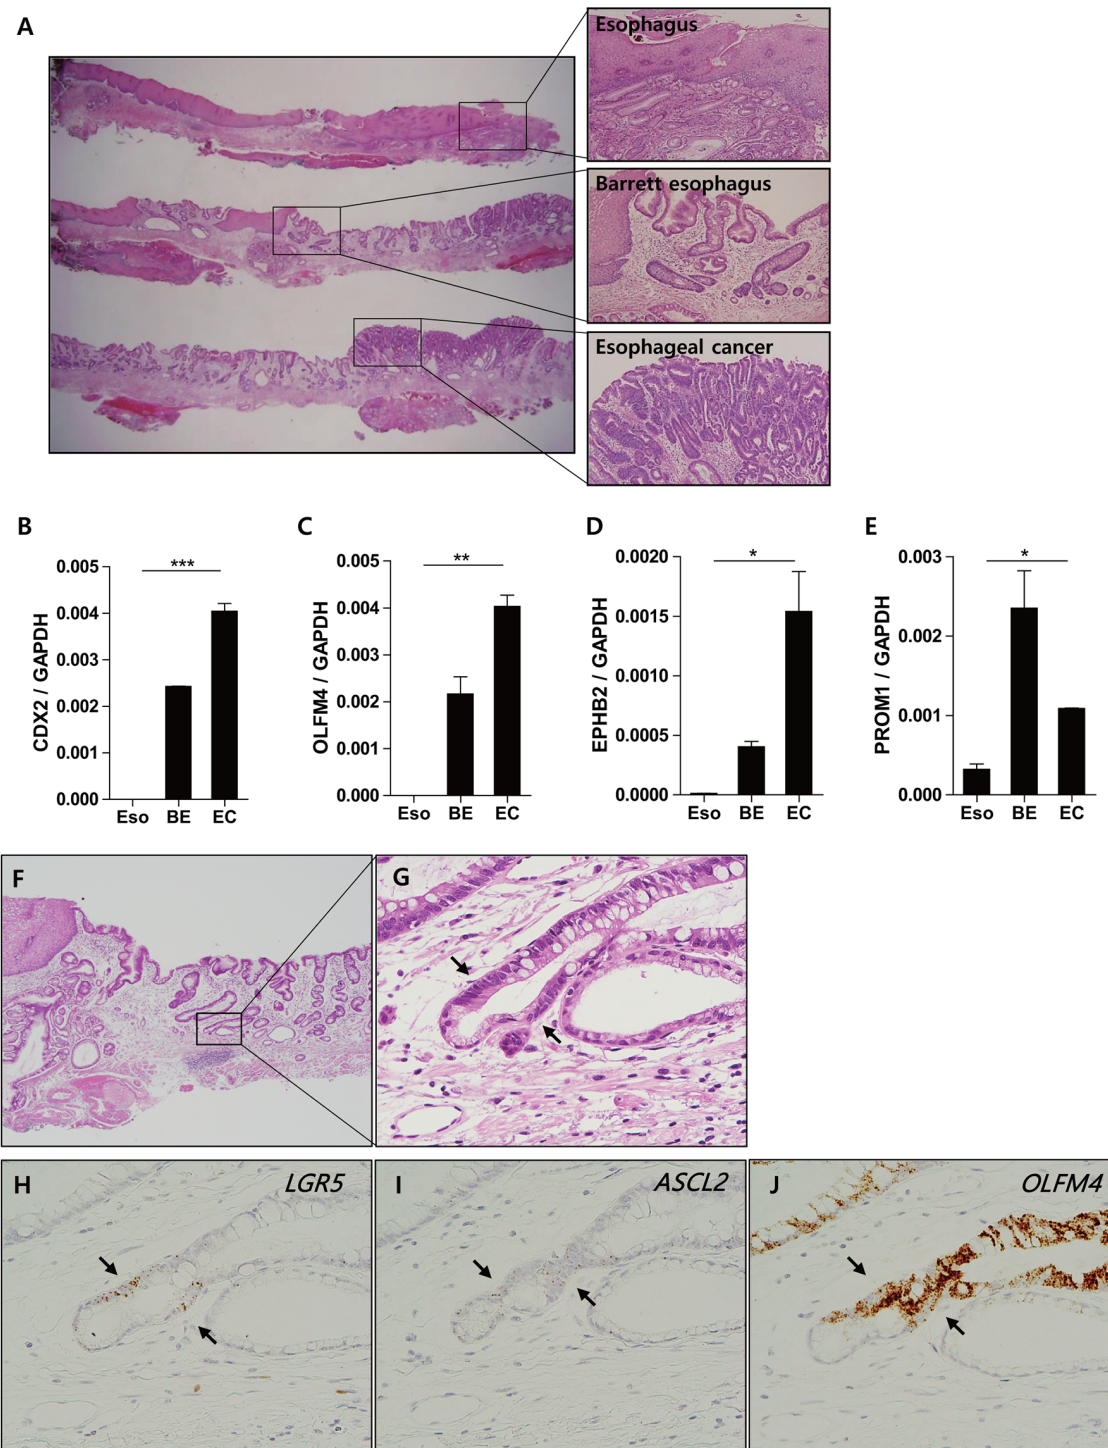 A
Esophagus
Barrett esophagus
Esophageal cancer
B
CDX2 / GAPDH
0.005
0.004
0.003
0.002
0.001
0.000
***
Eso BE EC
C
OLFM4 / GAPDH
0.005
0.004
0.003
0.002
0.001
0.000
**
Eso BE EC
D
EPHB2 / GAPDH
0.0020
0.0015
0.0010
0.0005
0.0000
*
Eso BE EC
E
PROM1 / GAPDH
0.003
0.002
0.001
0.000
*
Eso BE EC
F
G
H
LGR5
I
ASCL2
J
OLFM4